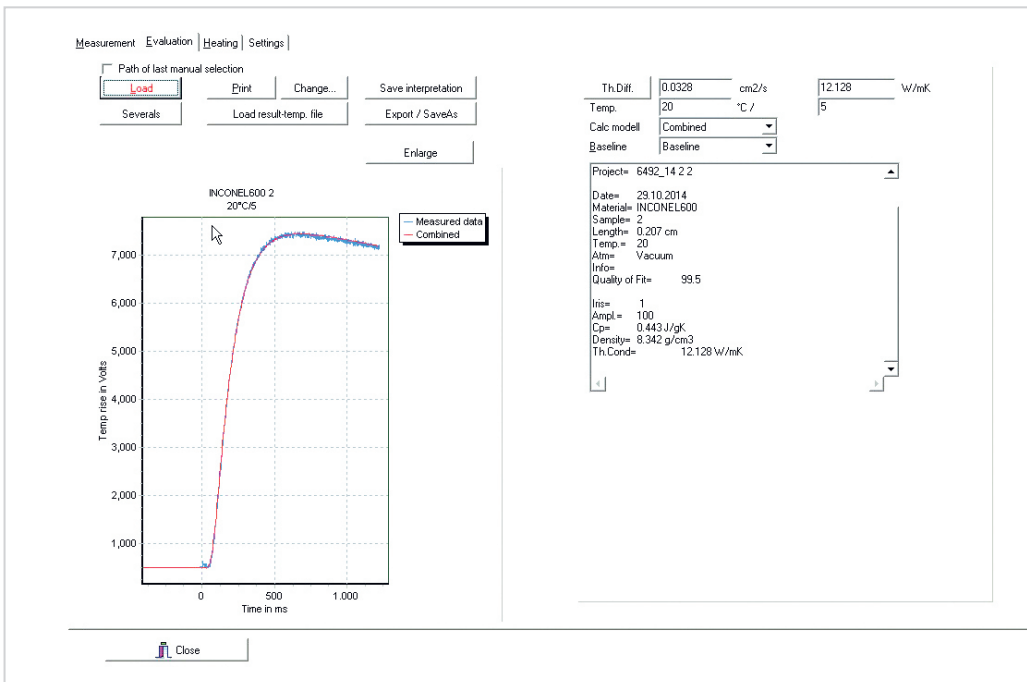 Measurement Evaluation Heating Settings
Path of last manual selection
Load Print Change... Save interpretation
Severals Load result-temp. file Export / SaveAs
Enlarge
Th.Diff. 0.0328 cm2/s 12.128 W/mK
Temp. 20 °C / 5
Calc modell Combined
Baseline Baseline
Project= 6492_14 2 2
Date= 29.10.2014
Material= INCONEL600
Sample= 2
Length= 0.207 cm
Temp.= 20
Atm= Vacuum
Info=
Quality of Fit= 99.5
Iris= 1
Ampl.= 100
Cp= 0.443 J/gK
Density= 8.342 g/cm3
Th.Cond= 12.128 W/mK
INCONEL600 2
20°C/5
Measured data
Combined
Temp rise in Volts
7,000
6,000
5,000
4,000
3,000
2,000
1,000
0 500 1.000
Time in ms
Close